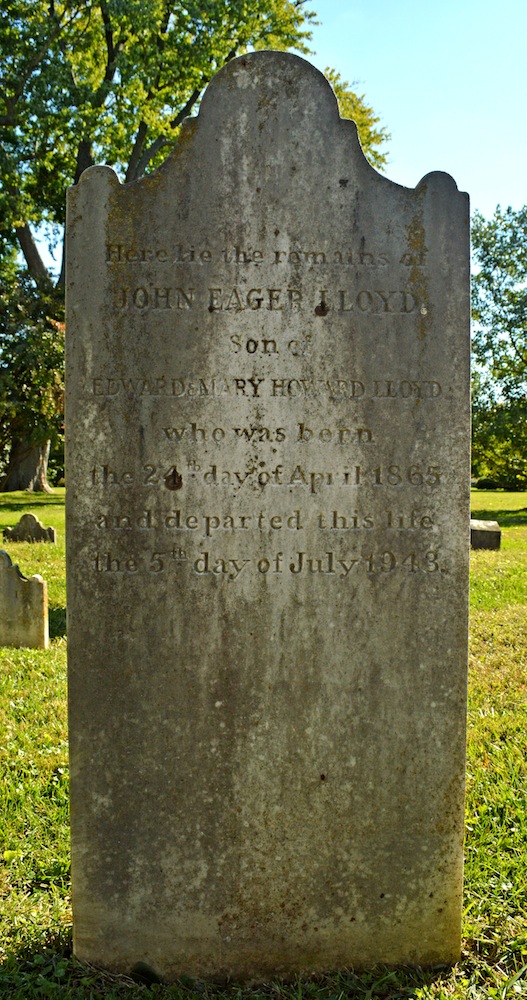 Here lie the remains of
JOHN EAGER LLOYD
Son of
EDWARD & MARY HOWARD LLOYD
who was born
the 24th day of April 1865
and departed this life
the 5th day of July 1943.